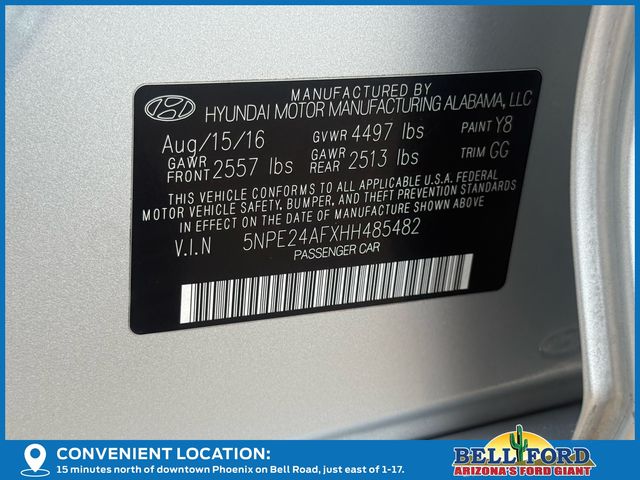 MANUFACTURED BY
HYUNDAI MOTOR MANUFACTURING ALABAMA, LLC
Aug/15/16 GVWR 4497 lbs PAINT Y8
GAWR FRONT 2557 lbs GAWR REAR 2513 lbs TRIM GG
THIS VEHICLE CONFORMS TO ALL APPLICABLE U.S.A. FEDERAL
MOTOR VEHICLE SAFETY, BUMPER, AND THEFT PREVENTION STANDARDS
IN EFFECT ON THE DATE OF MANUFACTURE SHOWN ABOVE.
V.I.N 5NPE24AFXHH485482
PASSENGER CAR
CONVENIENT LOCATION:
15 minutes north of downtown Phoenix on Bell Road, just east of 1-17.
BELL FORD
ARIZONA'S FORD GIANT